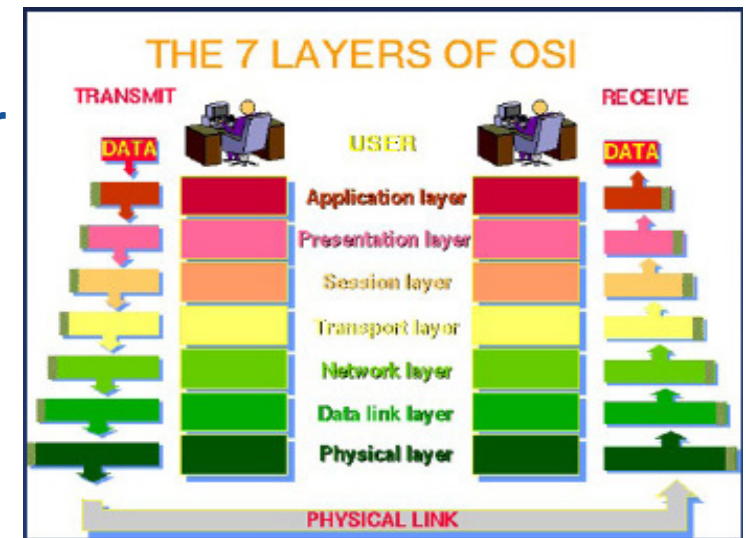 THE 7 LAYERS OF OSI
TRANSMIT
RECEIVE
DATA
USER
DATA
Application layer
Presentation layer
Session layer
Transport layer
Network layer
Data link layer
Physical layer
PHYSICAL LINK